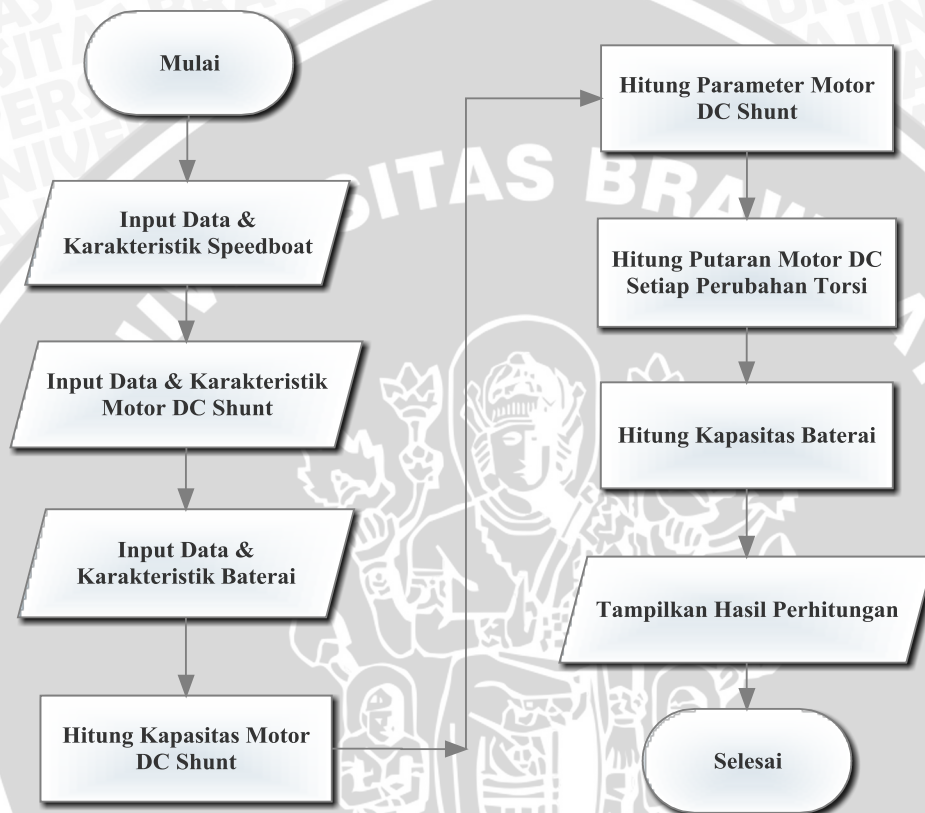 Mulai
Input Data &
Karakteristik Speedboat
Input Data & Karakteristik
Motor DC Shunt
Input Data &
Karakteristik Baterai
Hitung Kapasitas Motor
DC Shunt
Hitung Parameter Motor
DC Shunt
Hitung Putaran Motor DC
Setiap Perubahan Torsi
Hitung Kapasitas Baterai
Tampilkan Hasil Perhitungan
Selesai
SITAS BRAW